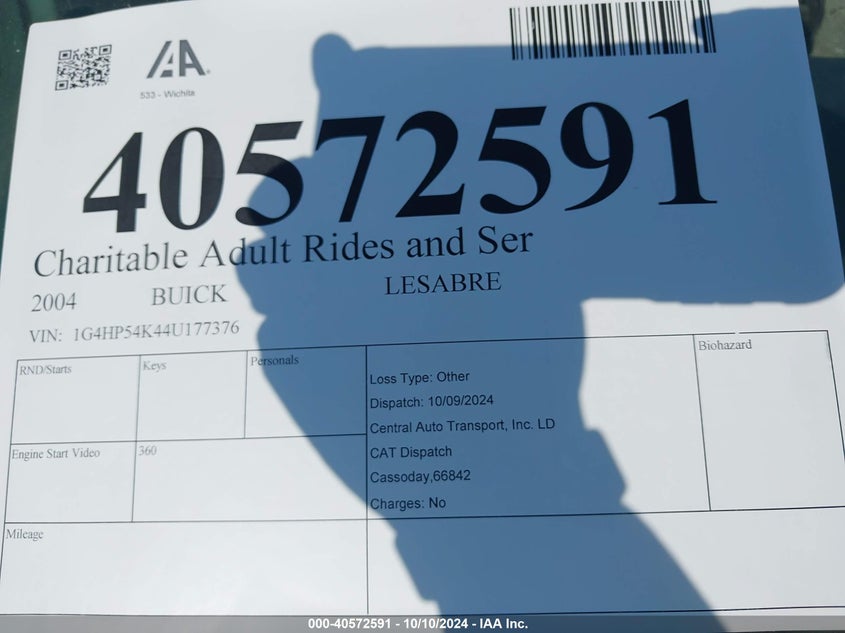 IAA
533 - Wichita
40572591
Charitable Adult Rides and Ser
2004 BUICK LESABRE
VIN: 1G4HP54K44U177376
RND/Starts Keys Personals
Loss Type: Other
Biohazard
Dispatch: 10/09/2024
Central Auto Transport, Inc. LD
Engine Start Video 360
CAT Dispatch
Cassoday,66842
Charges: No
Mileage
000-40572591 - 10/10/2024 - IAA Inc.